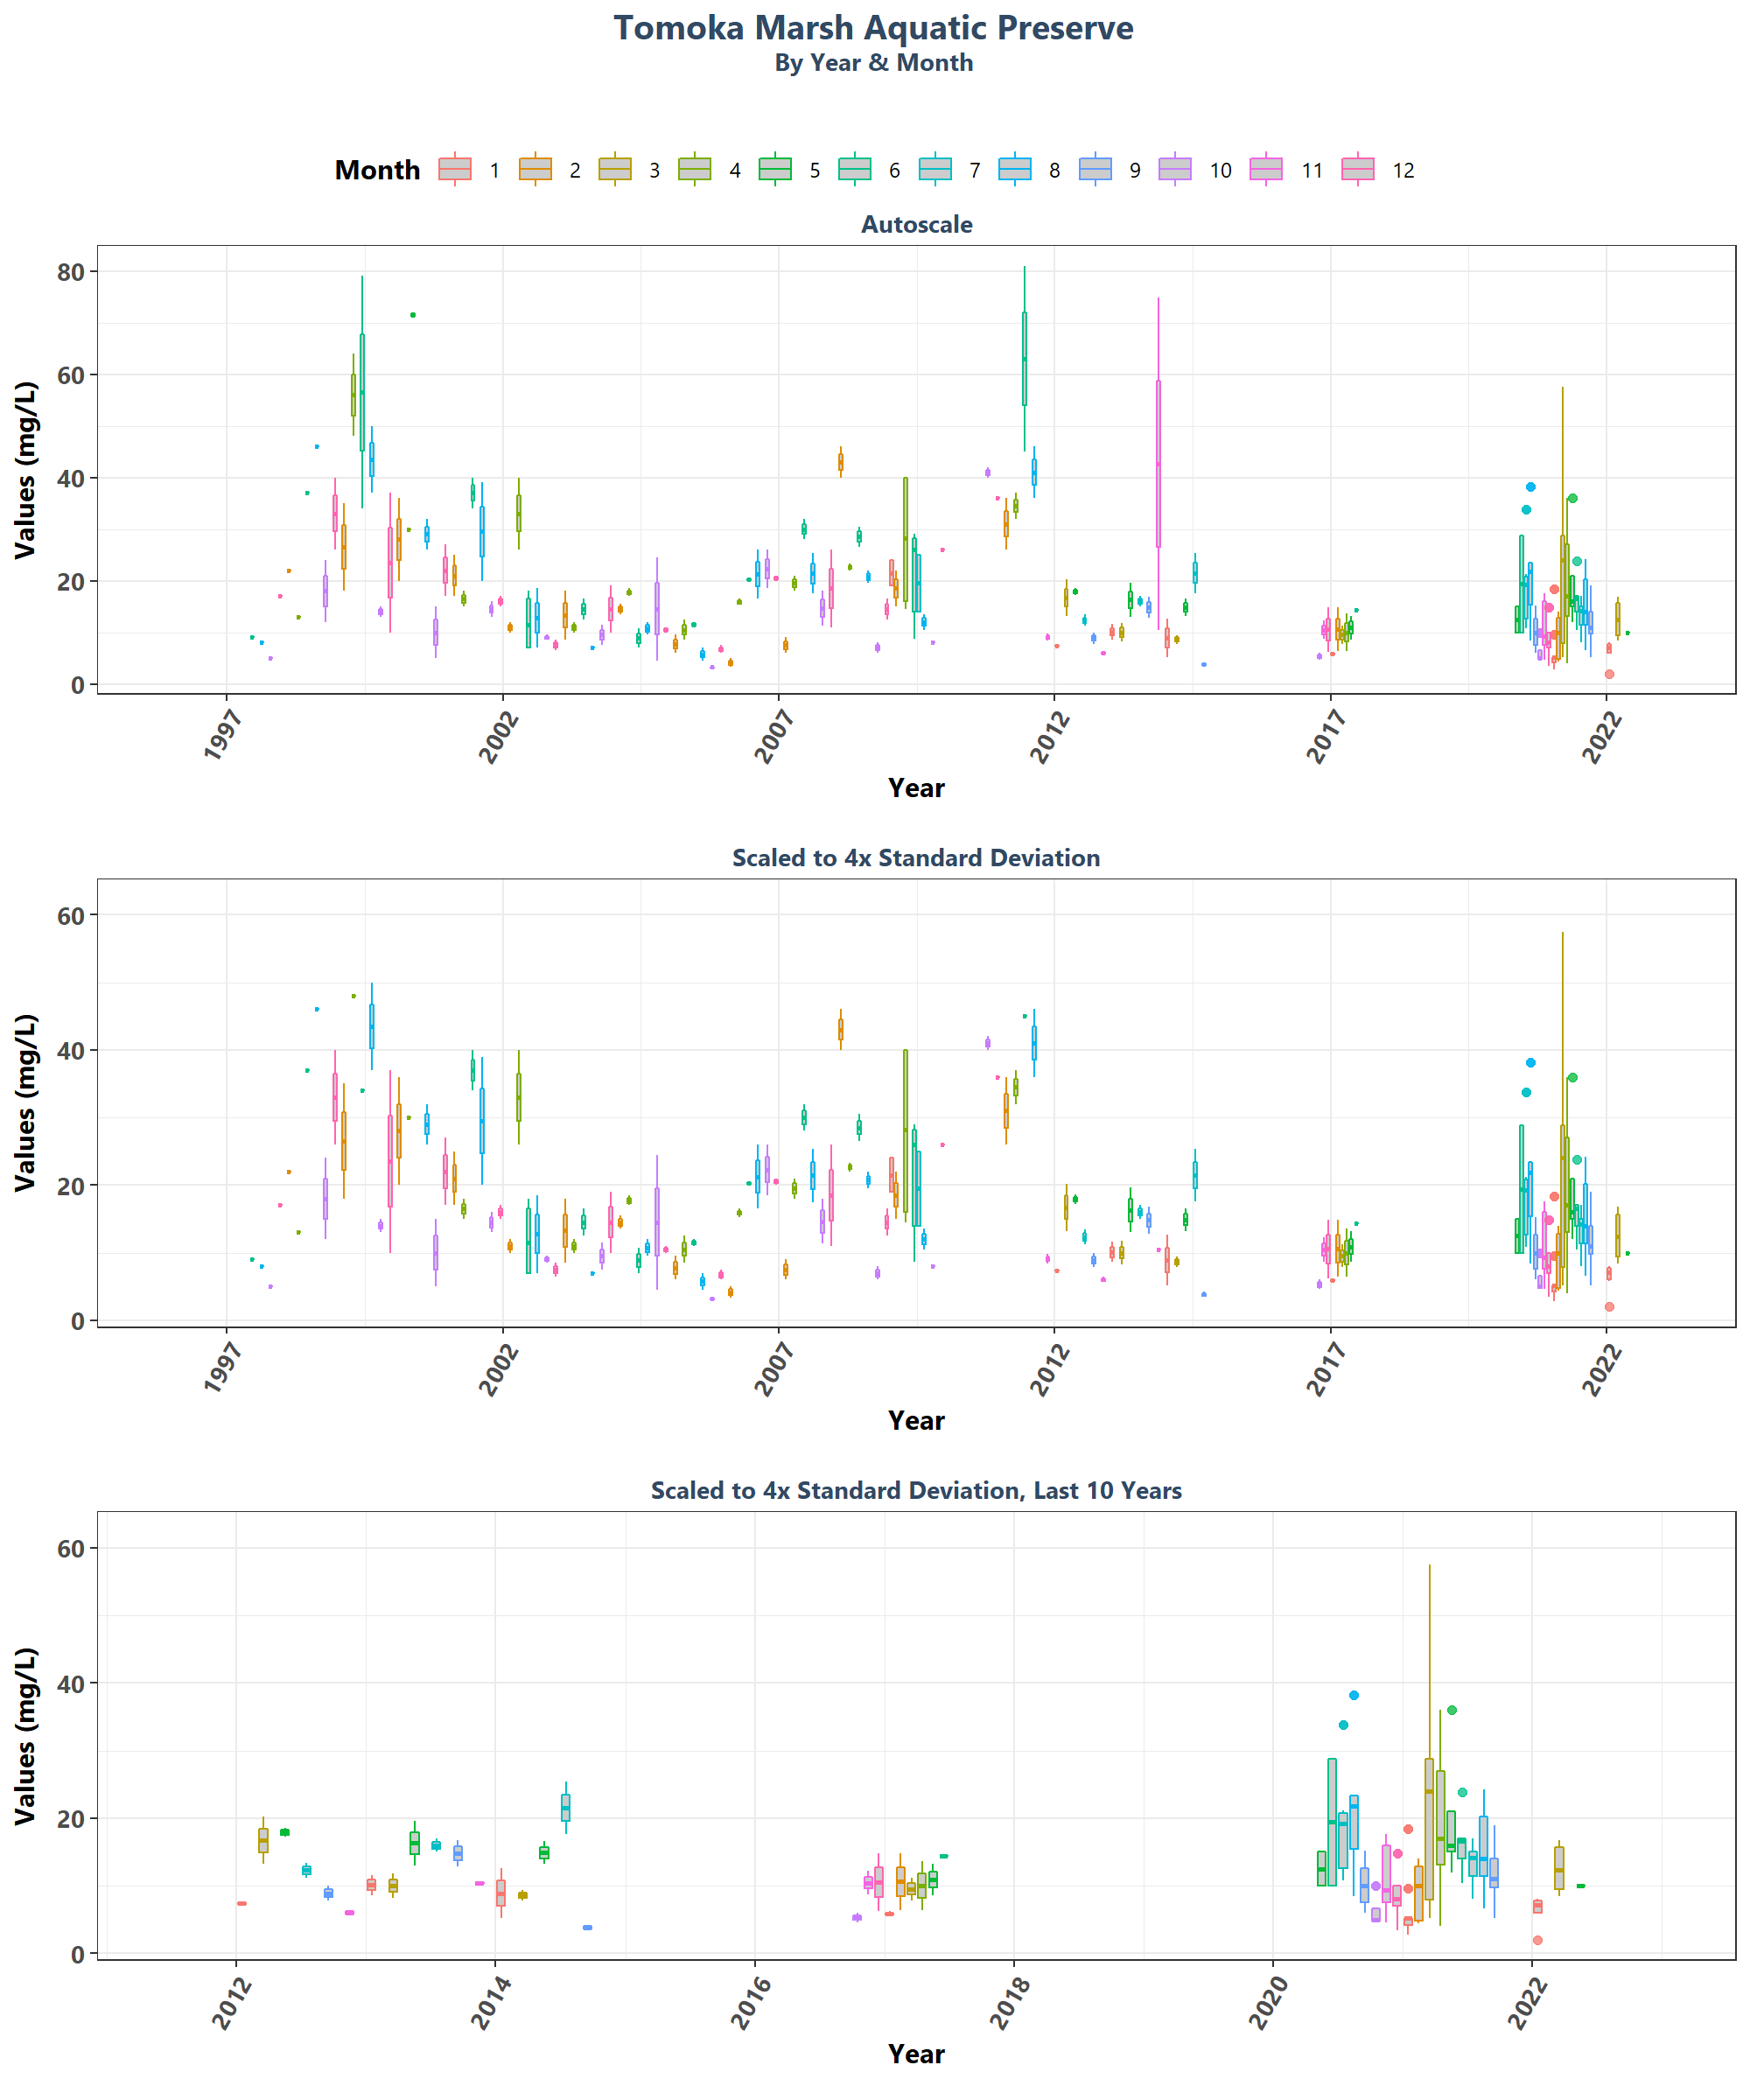 Tomoka Marsh Aquatic Preserve
By Year & Month
Month 1 2 3 4 5 6 7 8 9 10 11 12
Autoscale
Values (mg/L)
80
60
40
20
0
1997 2002 2007 2012 2017 2022
Year
Scaled to 4x Standard Deviation
Values (mg/L)
60
40
20
0
1997 2002 2007 2012 2017 2022
Year
Scaled to 4x Standard Deviation, Last 10 Years
Values (mg/L)
60
40
20
0
2012 2014 2016 2018 2020 2022
Year